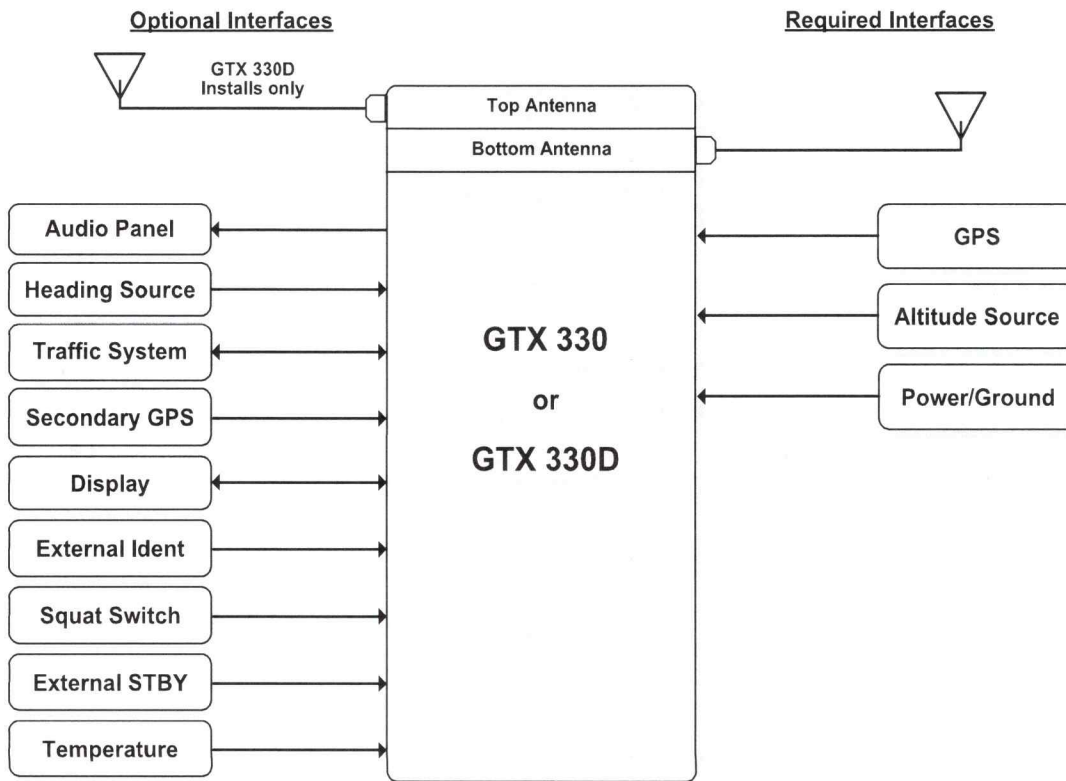 Optional Interfaces
Required Interfaces
GTX 330D
Installs only
Top Antenna
Bottom Antenna
Audio Panel
Heading Source
Traffic System
Secondary GPS
Display
External Ident
Squat Switch
External STBY
Temperature
GTX 330
or
GTX 330D
GPS
Altitude Source
Power/Ground